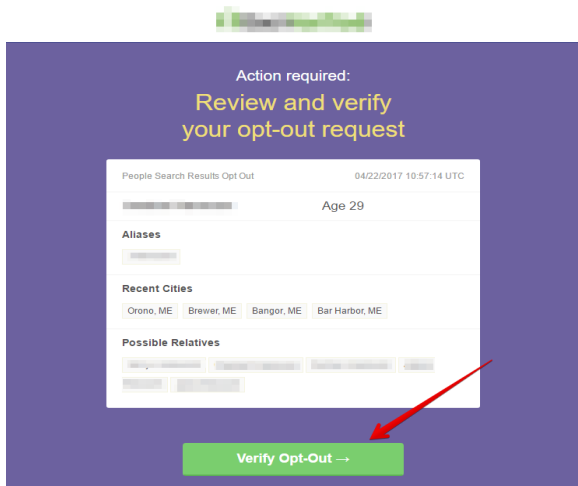 Action required:
Review and verify
your opt-out request
People Search Results Opt Out 04/22/2017 10:57:14 UTC
Age 29
Aliases
Recent Cities
Orono, ME Brewer, ME Bangor, ME Bar Harbor, ME
Possible Relatives
Verify Opt-Out →